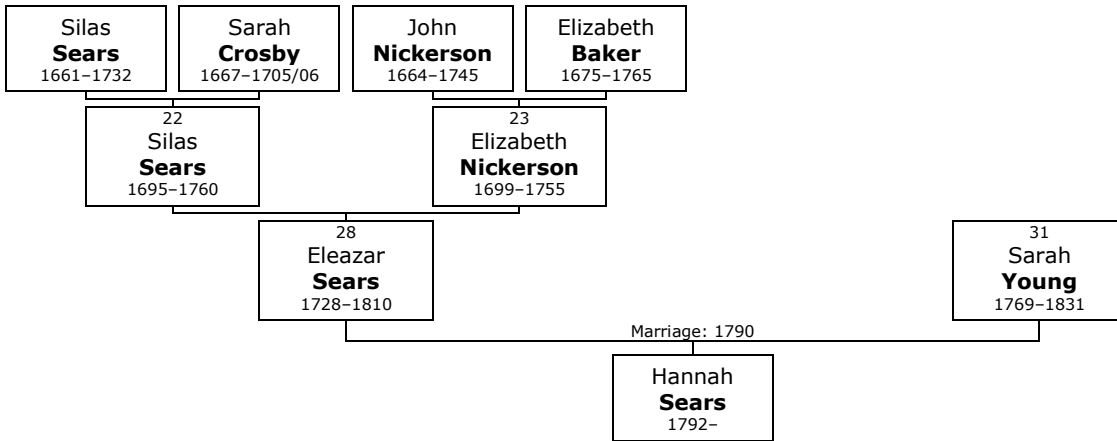 Silas
Sears
1661–1732
Sarah
Crosby
1667–1705/06
John
Nickerson
1664–1745
Elizabeth
Baker
1675–1765
22
Silas
Sears
1695–1760
23
Elizabeth
Nickerson
1699–1755
28
Eleazar
Sears
1728–1810
31
Sarah
Young
1769–1831
Marriage: 1790
Hannah
Sears
1792–